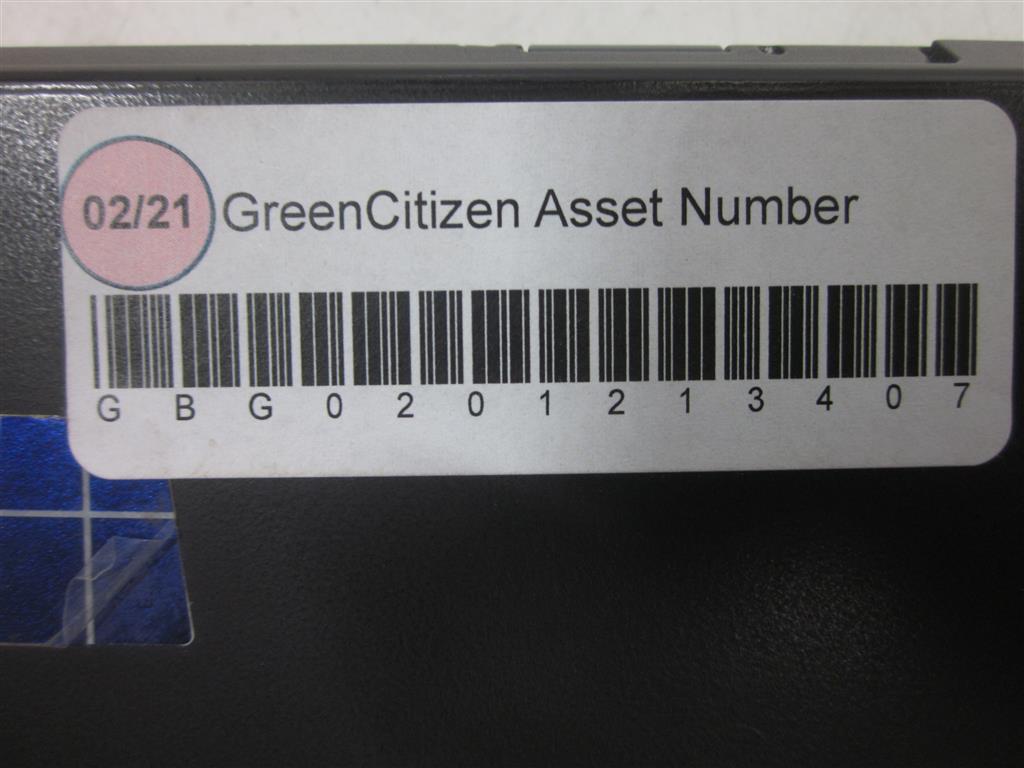 02/21 GreenCitizen Asset Number
G B G 0 2 0 1 2 1 3 4 0 7